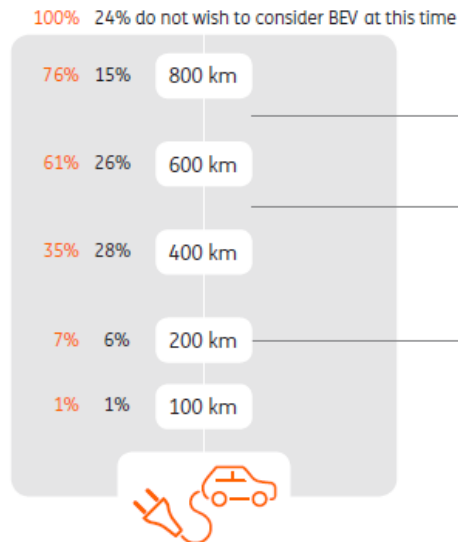 100% 24% do not wish to consider BEV at this time
76% 15% 800 km
61% 26% 600 km
35% 28% 400 km
7% 6% 200 km
1% 1% 100 km